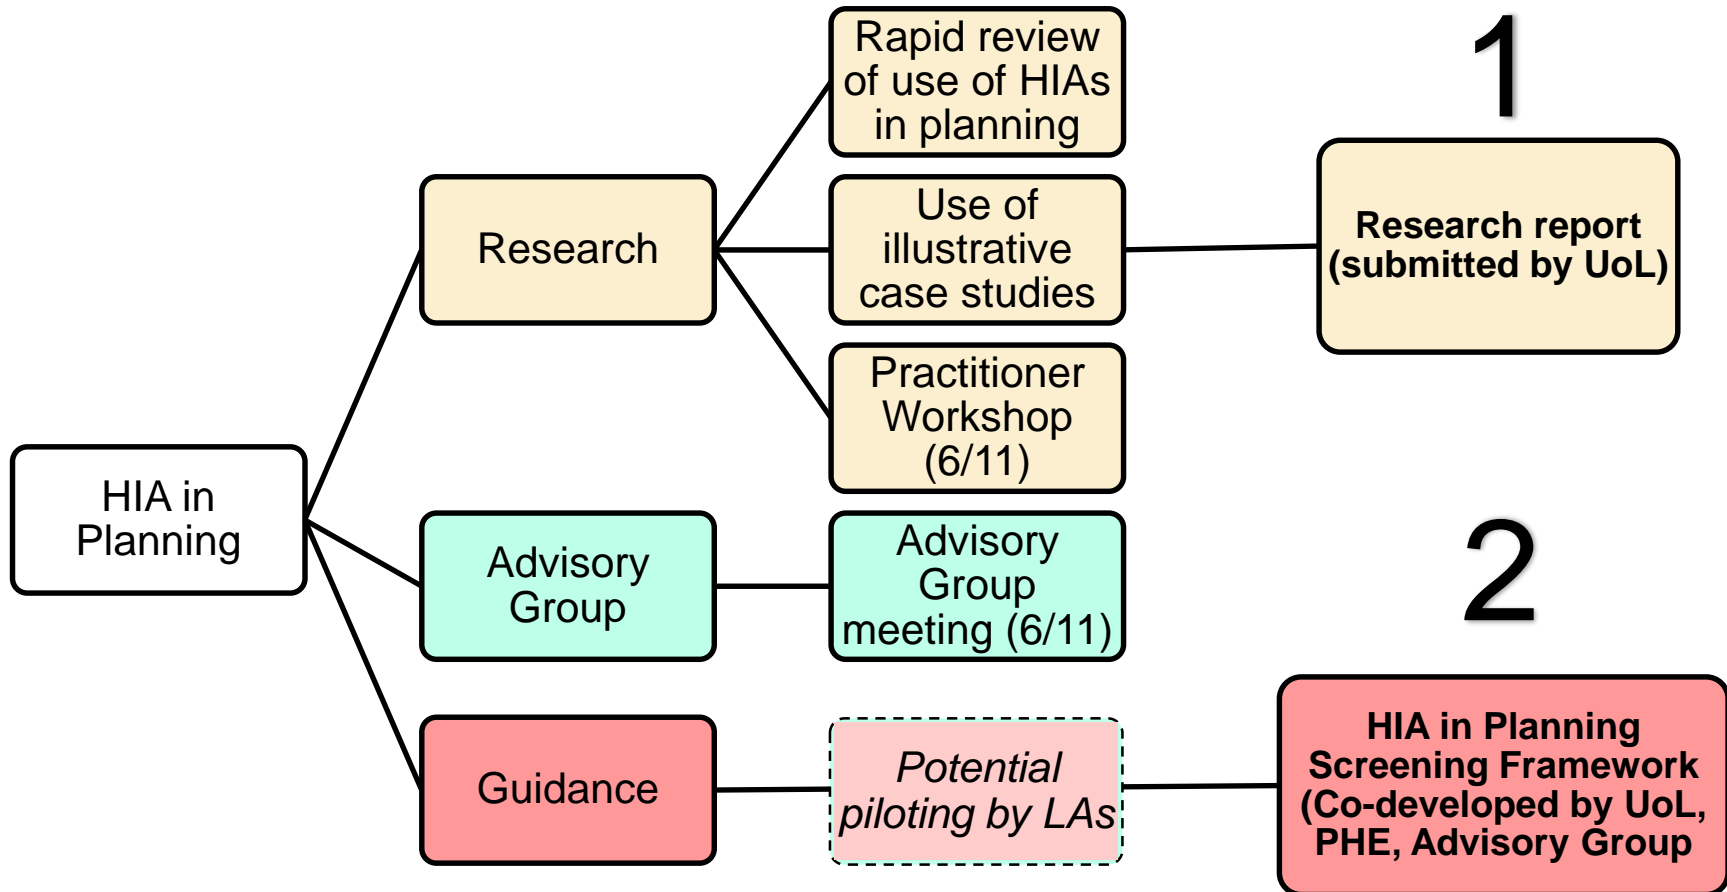 Rapid review
of use of HIAs
in planning
1
Research
Use of
illustrative
case studies
Research report
(submitted by UoL)
Practitioner
Workshop
(6/11)
HIA in
Planning
Advisory
Group
Advisory
Group
meeting (6/11)
2
Guidance
Potential
piloting by LAs
HIA in Planning
Screening Framework
(Co-developed by UoL,
PHE, Advisory Group